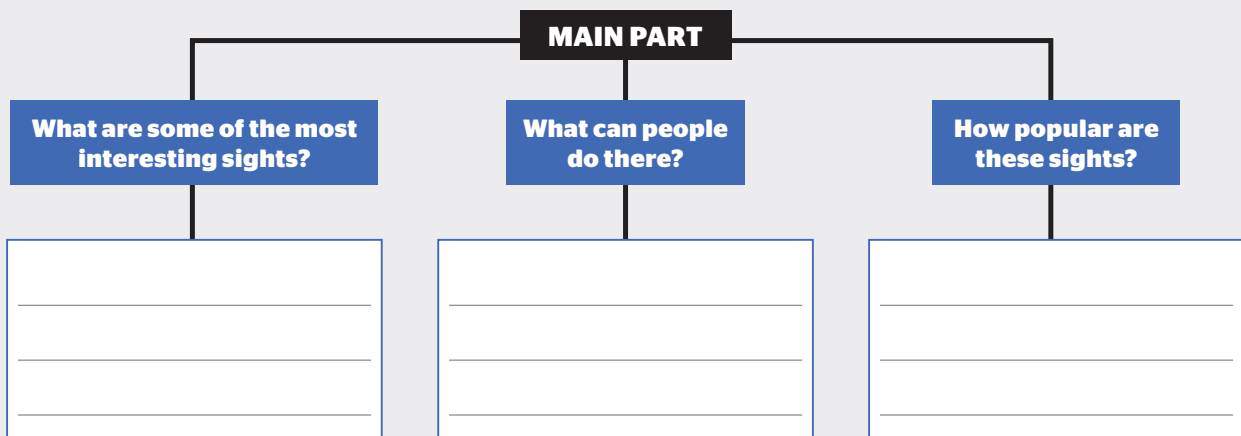 MAIN PART
What are some of the most
interesting sights?
What can people
do there?
How popular are
these sights?